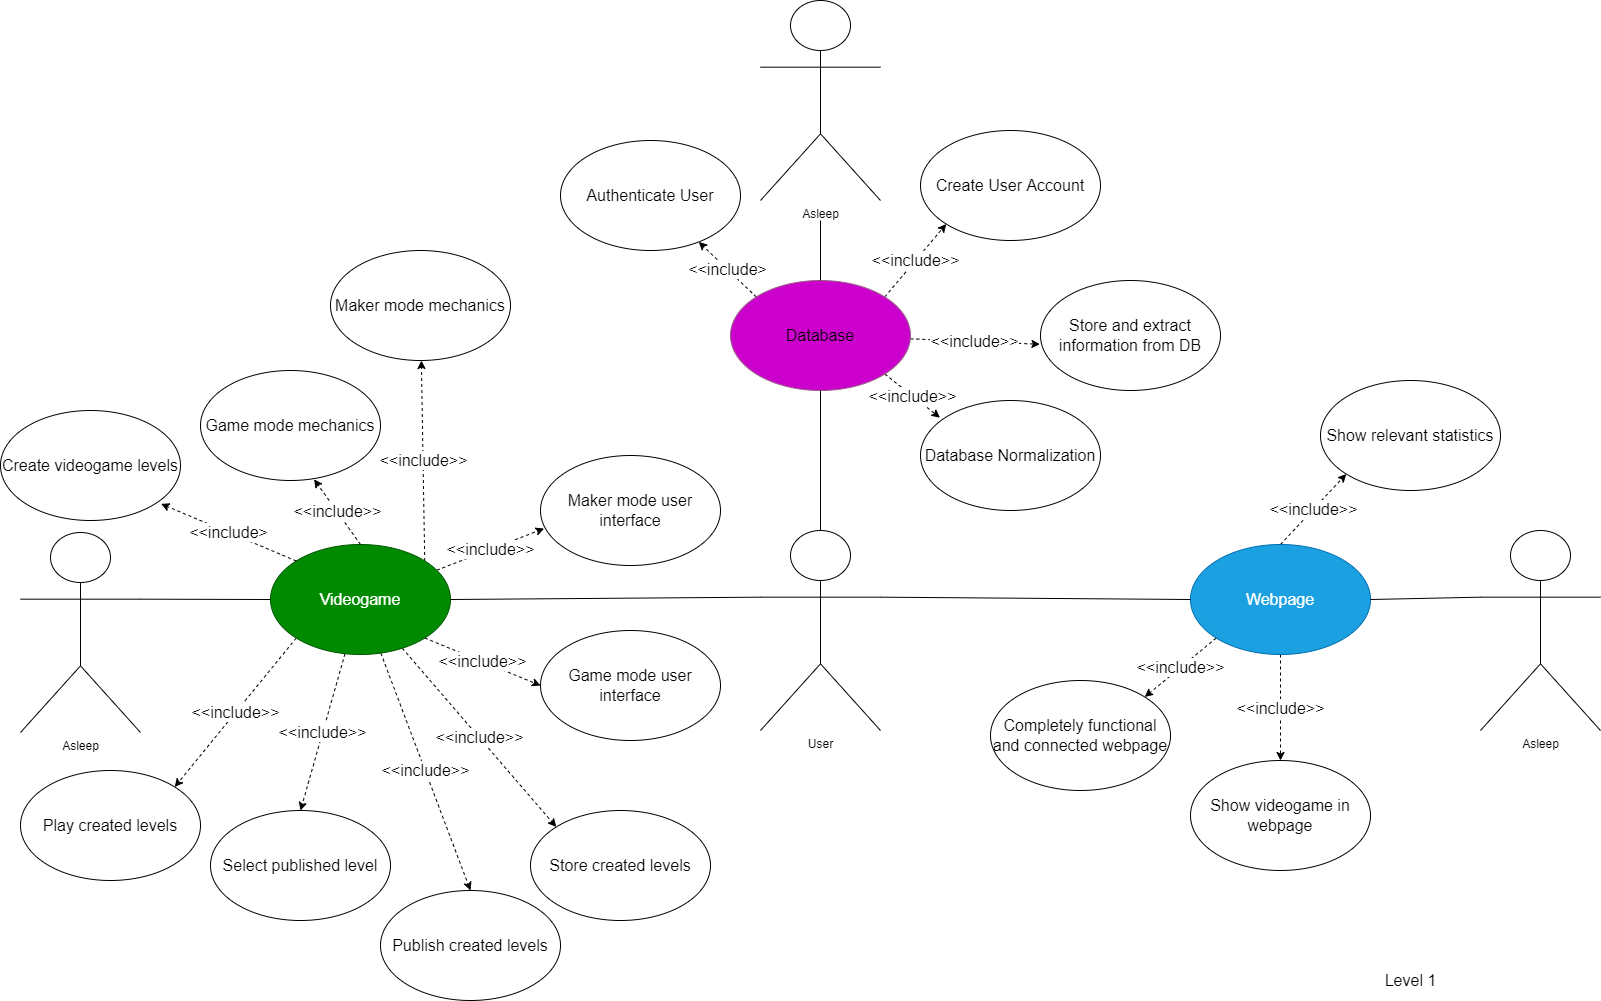 Authenticate User
Create User Account
Asleep
<<include>
<<include>>
Maker mode mechanics
Database
Store and extract
information from DB
<<include>>
<<include>>
Game mode mechanics
Show relevant statistics
Create videogame levels
<<include>>
Database Normalization
Maker mode user
interface
<<include>
<<include>>
<<include>>
<<include>>
Videogame
Webpage
<<include>>
<<include>>
Game mode user
interface
<<include>>
<<include>>
<<include>>
<<include>>
<<include>>
Completely functional
and connected webpage
Asleep
User
Asleep
<<include>>
Show videogame in
webpage
Play created levels
Select published level
Store created levels
Publish created levels
Level 1